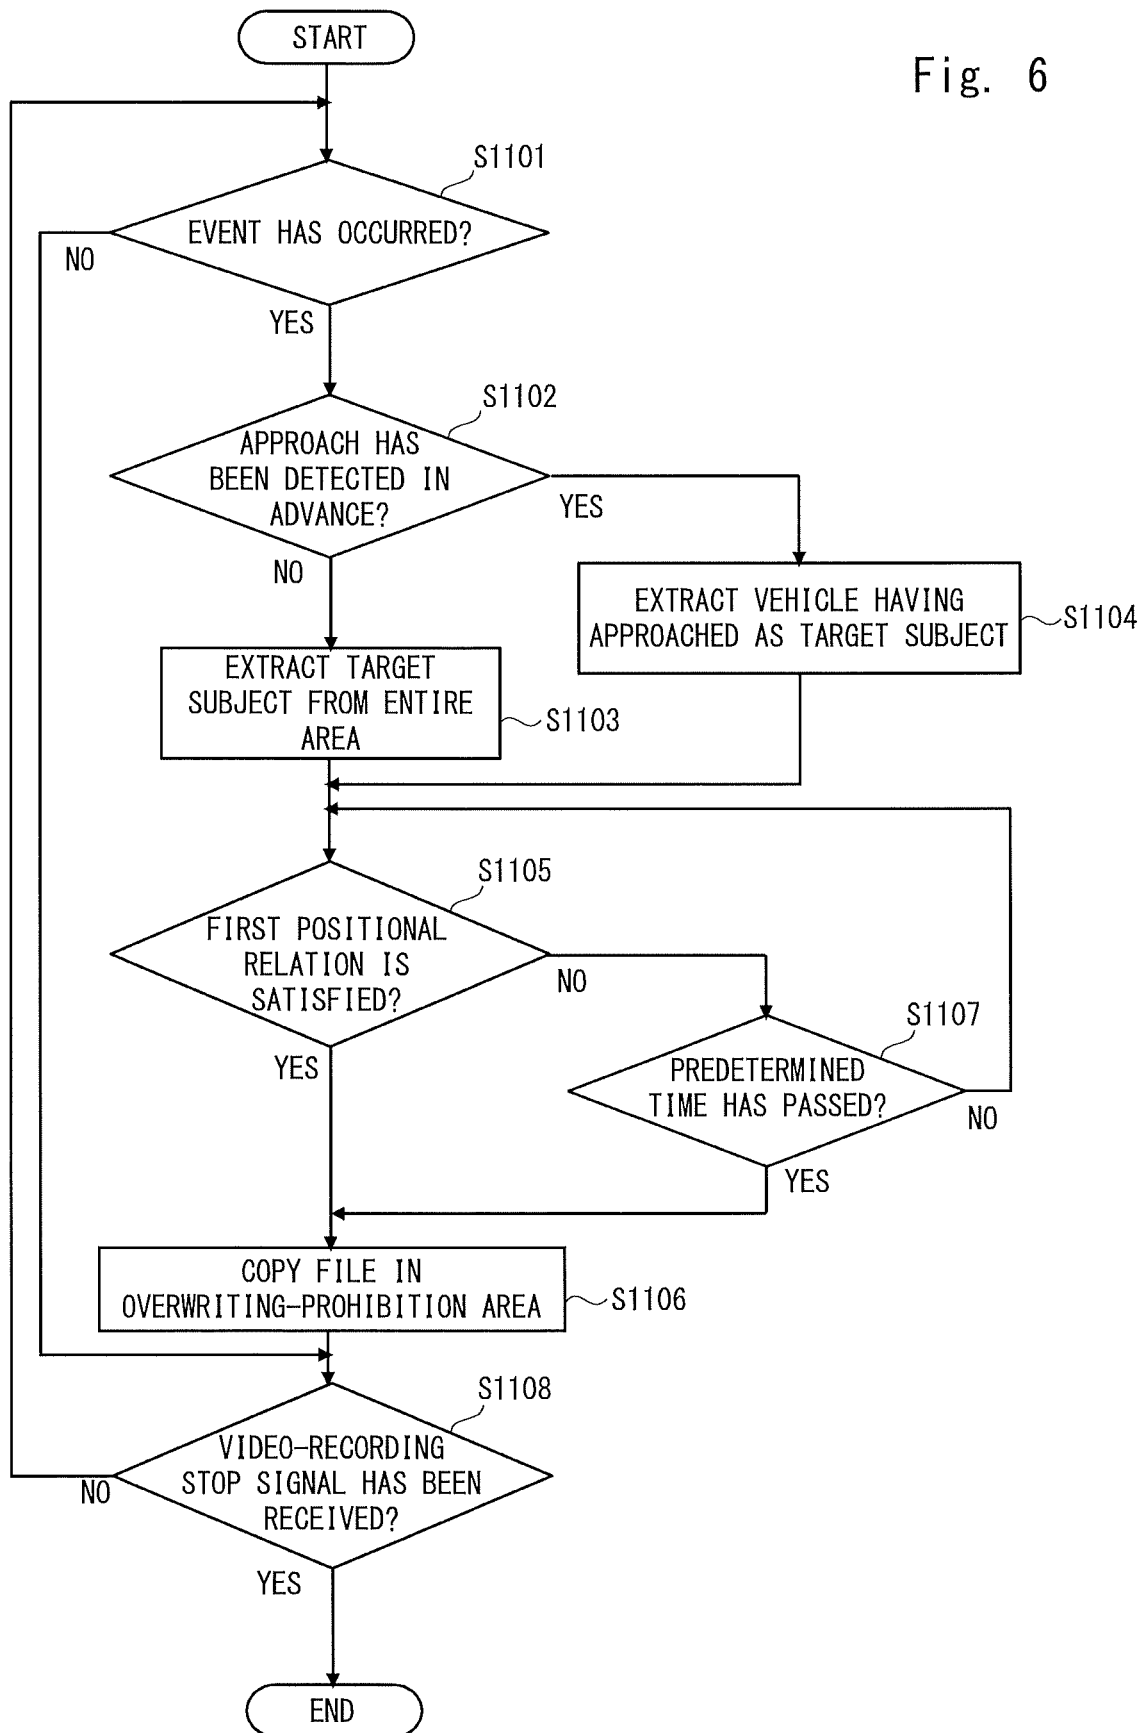 START
Fig. 6
S1101
EVENT HAS OCCURRED?
NO
YES
S1102
APPROACH HAS
BEEN DETECTED IN
ADVANCE?
YES
NO
EXTRACT VEHICLE HAVING
APPROACHED AS TARGET SUBJECT
S1104
EXTRACT TARGET
SUBJECT FROM ENTIRE
AREA
S1103
S1105
FIRST POSITIONAL
RELATION IS
SATISFIED?
NO
YES
S1107
PREDETERMINED
TIME HAS PASSED?
NO
YES
COPY FILE IN
OVERWRITING-PROHIBITION AREA
S1106
S1108
VIDEO-RECORDING
STOP SIGNAL HAS BEEN
RECEIVED?
NO
YES
END